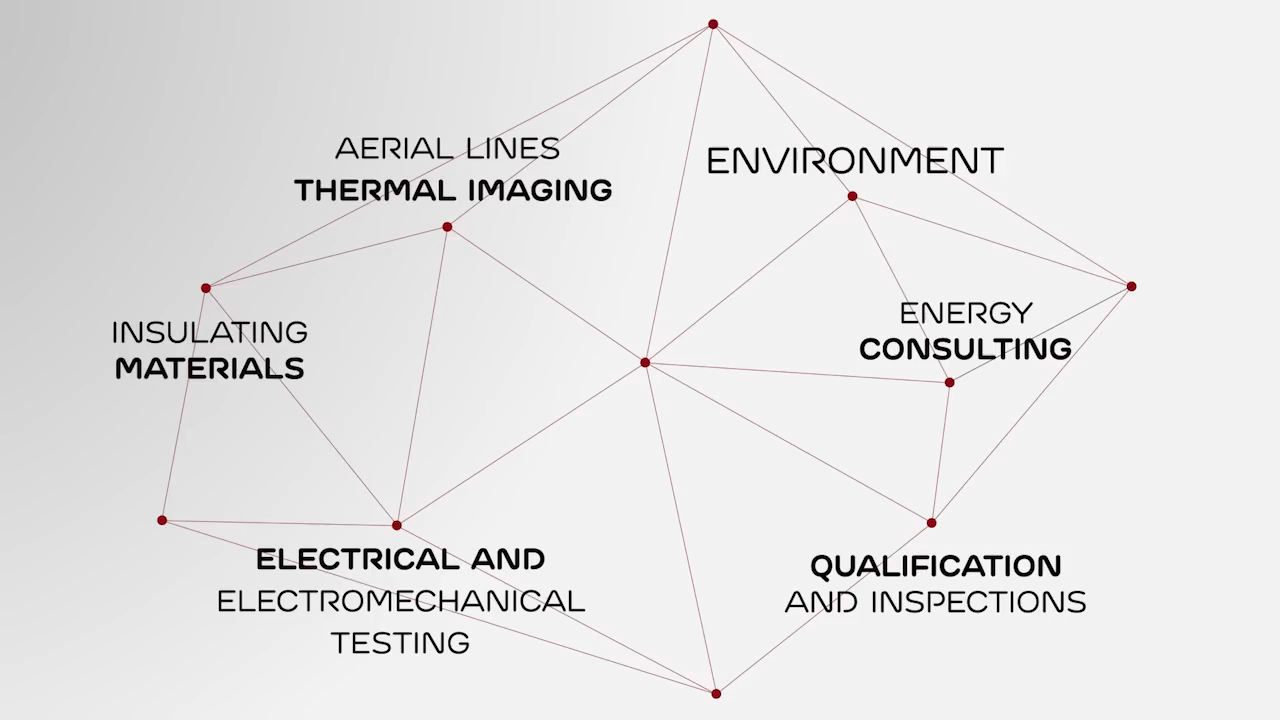 AERIAL LINES
THERMAL IMAGING
ENVIRONMENT
INSULATING
MATERIALS
ENERGY
CONSULTING
ELECTRICAL AND
ELECTROMECHANICAL
TESTING
QUALIFICATION
AND INSPECTIONS